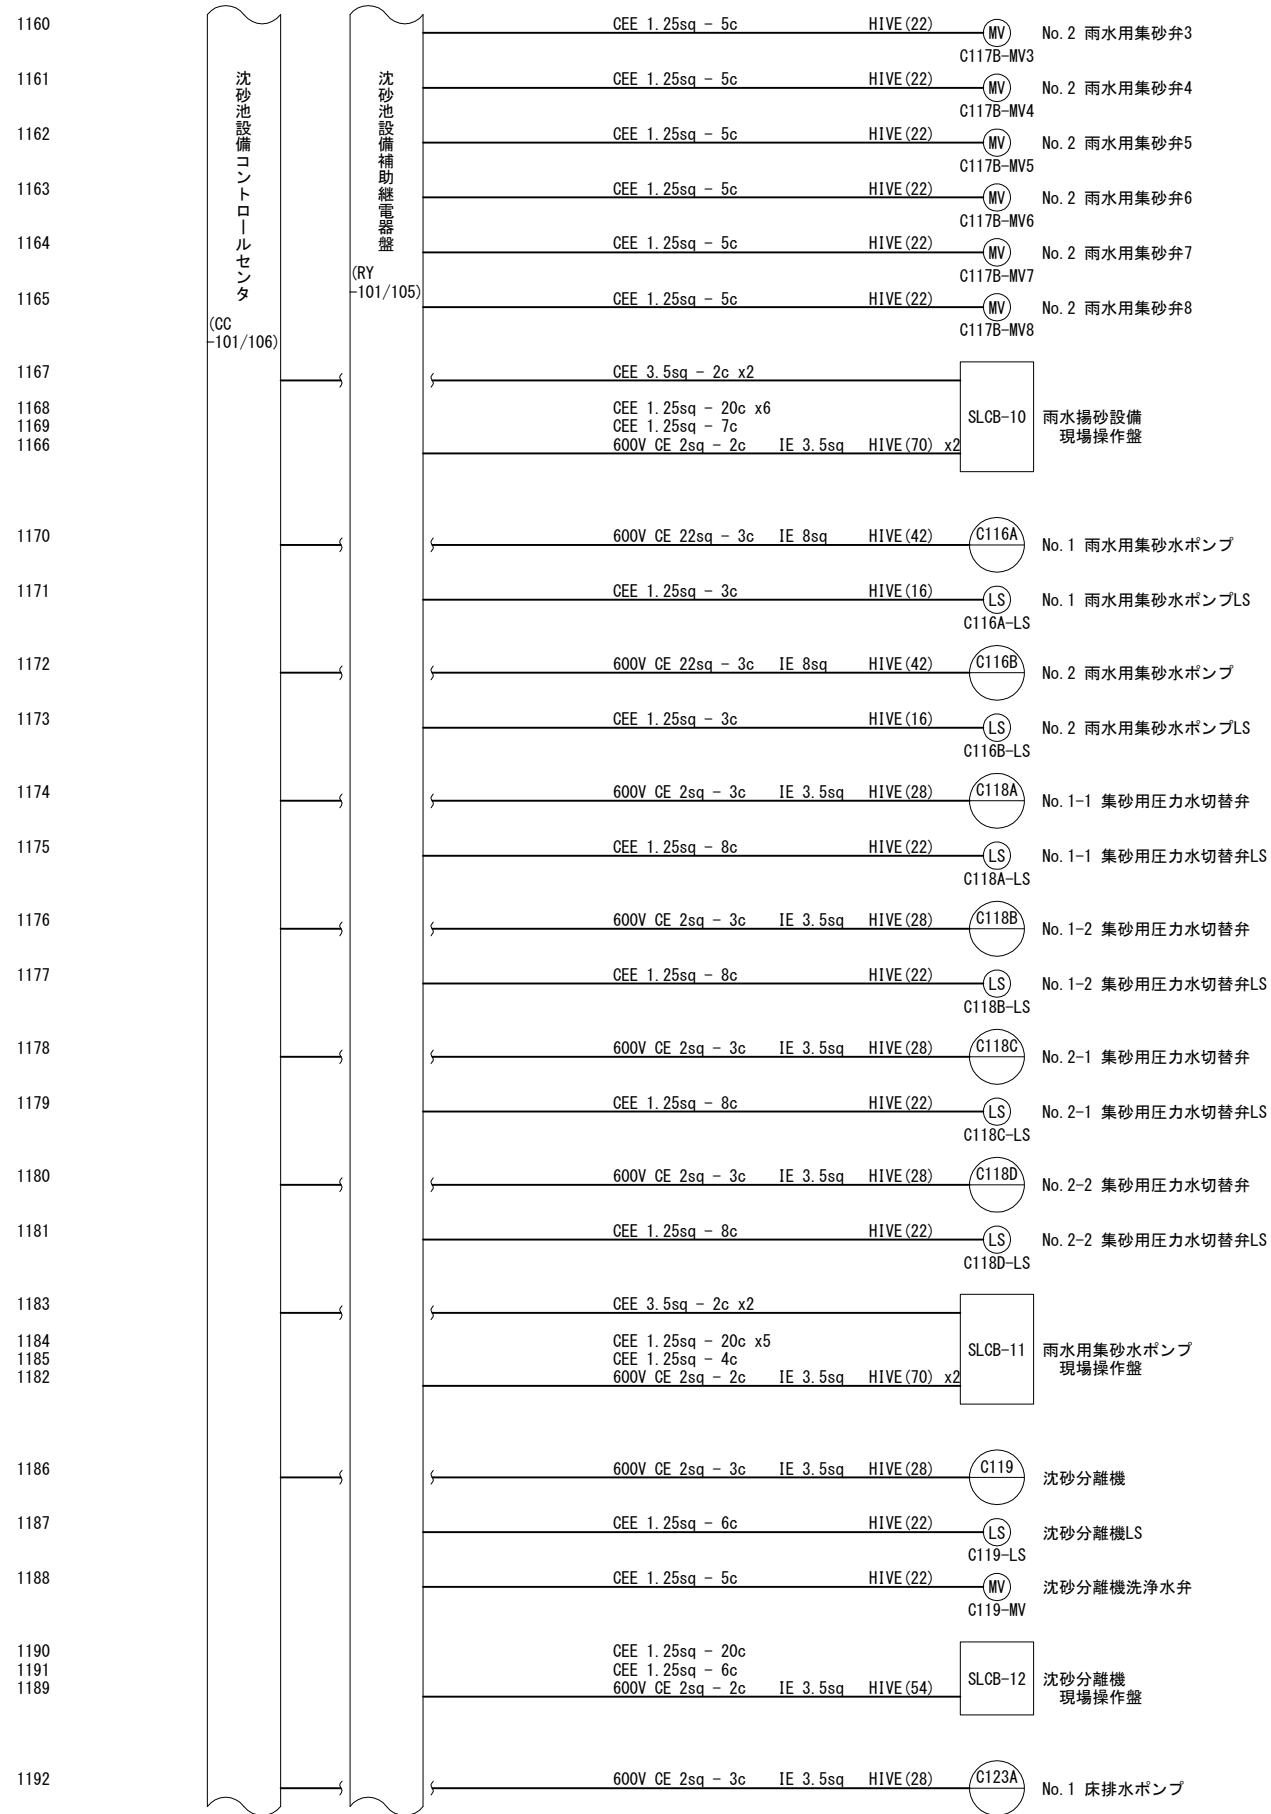 1160 CEE 1.25sq - 5c HIVE(22) MV No.2 雨水用集砂弁3
C117B-MV3
沈砂池設備コントロールセンタ
(CC
-101/106)
沈砂池設備補助継電器盤
(RY
-101/105)
1161 CEE 1.25sq - 5c HIVE(22) MV No.2 雨水用集砂弁4
C117B-MV4
1162 CEE 1.25sq - 5c HIVE(22) MV No.2 雨水用集砂弁5
C117B-MV5
1163 CEE 1.25sq - 5c HIVE(22) MV No.2 雨水用集砂弁6
C117B-MV6
1164 CEE 1.25sq - 5c HIVE(22) MV No.2 雨水用集砂弁7
C117B-MV7
1165 CEE 1.25sq - 5c HIVE(22) MV No.2 雨水用集砂弁8
C117B-MV8
1167 CEE 3.5sq - 2c x2
1168 CEE 1.25sq - 20c x6 SLCB-10 雨水揚砂設備
1169 CEE 1.25sq - 7c 現場操作盤
1166 600V CE 2sq - 2c IE 3.5sq HIVE(70) x2
1170 600V CE 22sq - 3c IE 8sq HIVE(42) C116A No.1 雨水用集砂水ポンプ
1171 CEE 1.25sq - 3c HIVE(16) LS No.1 雨水用集砂水ポンプLS
C116A-LS
1172 600V CE 22sq - 3c IE 8sq HIVE(42) C116B No.2 雨水用集砂水ポンプ
1173 CEE 1.25sq - 3c HIVE(16) LS No.2 雨水用集砂水ポンプLS
C116B-LS
1174 600V CE 2sq - 3c IE 3.5sq HIVE(28) C118A No.1-1 集砂用圧力水切替弁
1175 CEE 1.25sq - 8c HIVE(22) LS No.1-1 集砂用圧力水切替弁LS
C118A-LS
1176 600V CE 2sq - 3c IE 3.5sq HIVE(28) C118B No.1-2 集砂用圧力水切替弁
1177 CEE 1.25sq - 8c HIVE(22) LS No.1-2 集砂用圧力水切替弁LS
C118B-LS
1178 600V CE 2sq - 3c IE 3.5sq HIVE(28) C118C No.2-1 集砂用圧力水切替弁
1179 CEE 1.25sq - 8c HIVE(22) LS No.2-1 集砂用圧力水切替弁LS
C118C-LS
1180 600V CE 2sq - 3c IE 3.5sq HIVE(28) C118D No.2-2 集砂用圧力水切替弁
1181 CEE 1.25sq - 8c HIVE(22) LS No.2-2 集砂用圧力水切替弁LS
C118D-LS
1183 CEE 3.5sq - 2c x2
1184 CEE 1.25sq - 20c x5 SLCB-11 雨水用集砂水ポンプ
1185 CEE 1.25sq - 4c 現場操作盤
1182 600V CE 2sq - 2c IE 3.5sq HIVE(70) x2
1186 600V CE 2sq - 3c IE 3.5sq HIVE(28) C119 沈砂分離機
1187 CEE 1.25sq - 6c HIVE(22) LS 沈砂分離機LS
C119-LS
1188 CEE 1.25sq - 5c HIVE(22) MV 沈砂分離機洗浄水弁
C119-MV
1190 CEE 1.25sq - 20c
1191 CEE 1.25sq - 6c SLCB-12 沈砂分離機
1189 600V CE 2sq - 2c IE 3.5sq HIVE(54) 現場操作盤
1192 600V CE 2sq - 3c IE 3.5sq HIVE(28) C123A No.1 床排水ポンプ